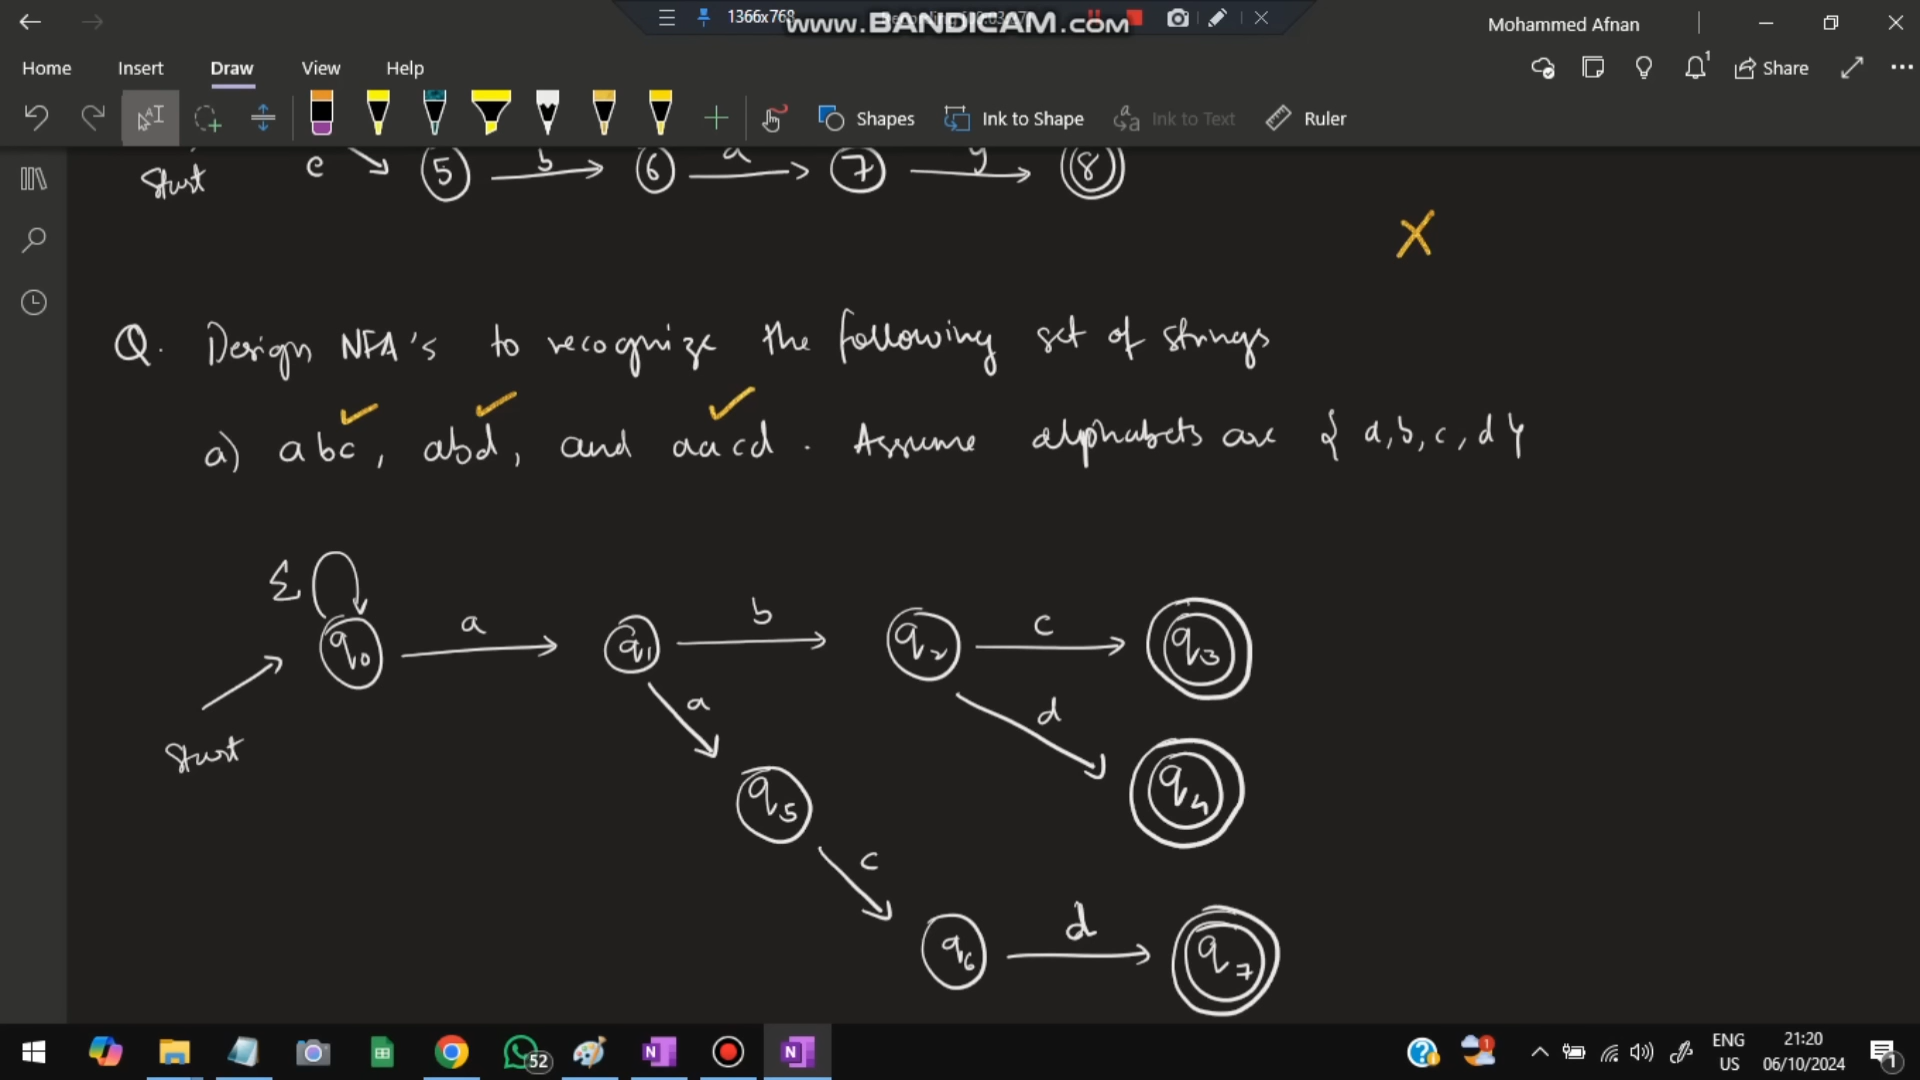 1366x768
www.BANDICAM.com
Mohammed Afnan
Home Insert Draw View Help
Share
Shapes
Ink to Shape
Ink to Text
Ruler
Start e 5 b 6 a 7 y 8
X
Q. Design NFA's to recognize the following set of strings
a) abc, abd, and aacd. Assume alphabets are {a,b,c,d}
Σ
q0 a q1 b q2 c q3
Start
a
d
q5
q4
c
q6 d q7
52
ENG
US
21:20
06/10/2024
1